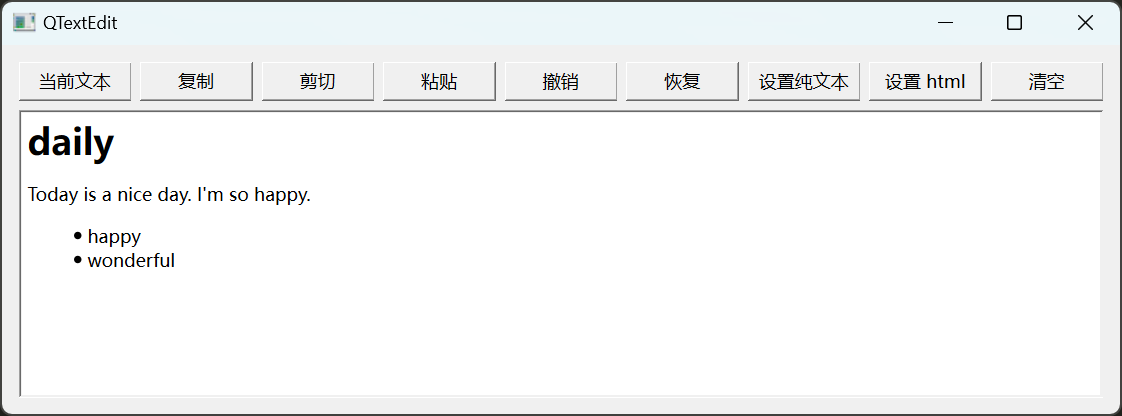 QTextEdit
当前文本 复制 剪切 粘贴 撤销 恢复 设置纯文本 设置 html 清空
daily
Today is a nice day. I'm so happy.
• happy
• wonderful